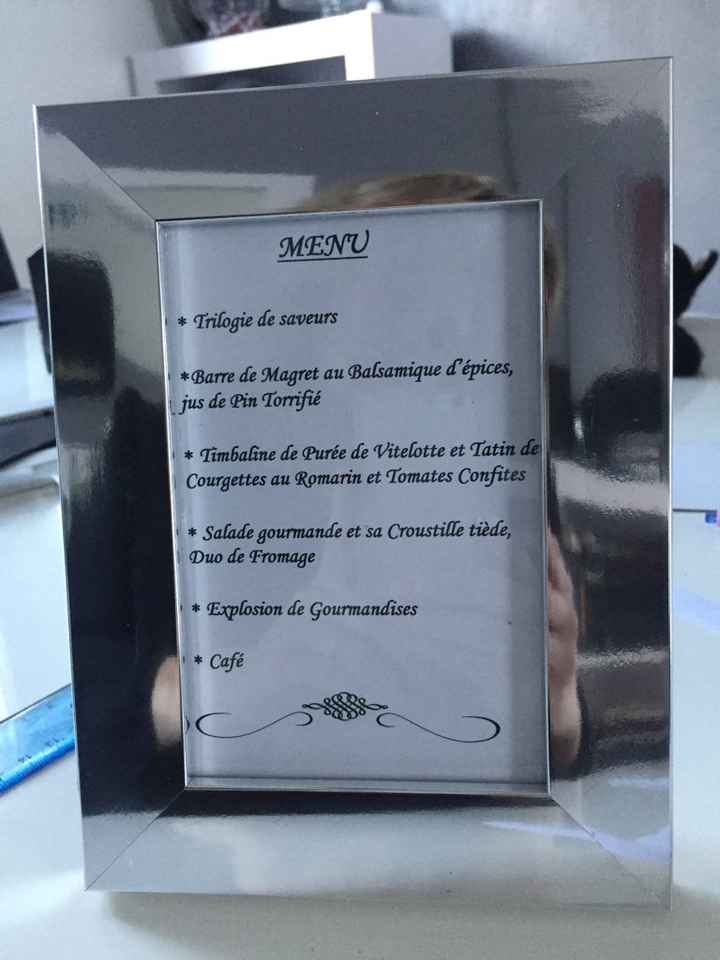 MENU
* Trilogie de saveurs
*Barre de Magret au Balsamique d'épices,
jus de Pin Torrifié
* Timbaline de Purée de Vitelotte et Tatin de
Courgettes au Romarin et Tomates Confites
* Salade gourmande et sa Croustille tiède,
Duo de Fromage
* Explosion de Gourmandises
* Café